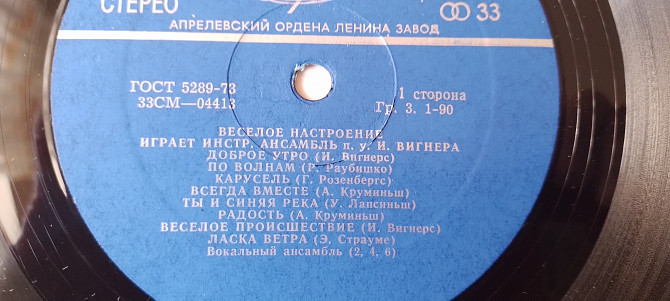 СТЕРЕО
33
АПРЕЛЕВСКИЙ ОРДЕНА ЛЕНИНА ЗАВОД
ГОСТ 5289-73
33СМ—04413
1 сторона
Гр. 3. 1-90
ВЕСЕЛОЕ НАСТРОЕНИЕ
ИГРАЕТ ИНСТР. АНСАМБЛЬ п. у. И. ВИГНЕРА
ДОБРОЕ УТРО (И. Вигнерс)
ПО ВОЛНАМ (Р. Раубишко)
КАРУСЕЛЬ (Г. Розенбергс)
ВСЕГДА ВМЕСТЕ (А. Круминьш)
ТЫ И СИНЯЯ РЕКА (У. Лапсиньш)
РАДОСТЬ (А. Круминьш)
ВЕСЕЛОЕ ПРОИСШЕСТВИЕ (И. Вигнерс)
ЛАСКА ВЕТРА (Э. Страуме)
Вокальный ансамбль (2, 4, 6)